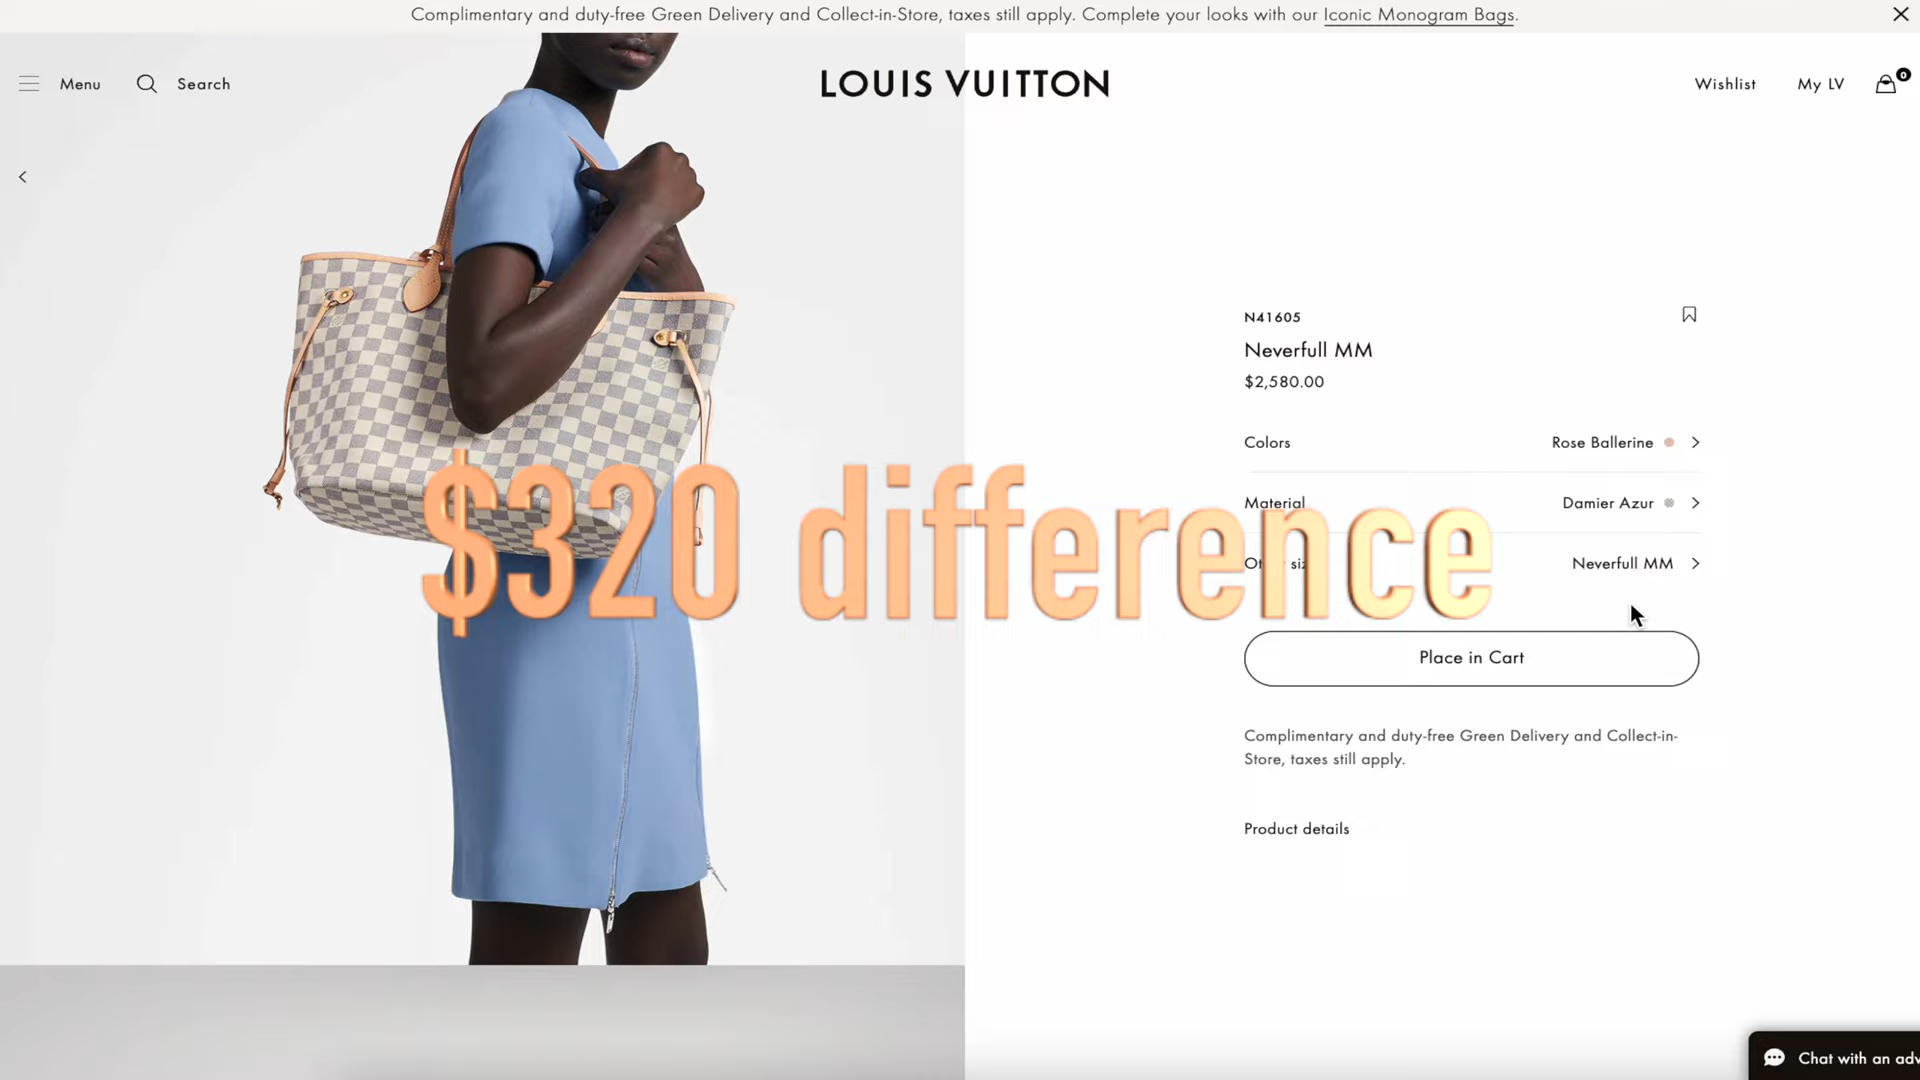 Complimentary and duty-free Green Delivery and Collect-in-Store, taxes still apply. Complete your looks with our Iconic Monogram Bags.
Menu
Search
LOUIS VUITTON
Wishlist
My LV
0
N41605
Neverfull MM
$2,580.00
Colors
Rose Ballerine
Material
Damier Azur
$320 difference
Neverfull MM
Place in Cart
Complimentary and duty-free Green Delivery and Collect-in-
Store, taxes still apply.
Product details
Chat with an